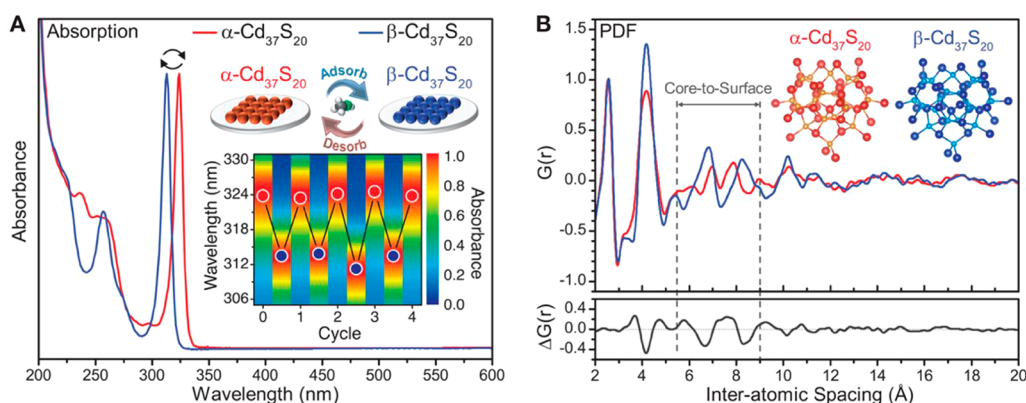 A
Absorption
α-Cd37S20
β-Cd37S20
α-Cd37S20
Adsorb
β-Cd37S20
Desorb
Absorbance
200
250
300
350
400
450
500
550
600
Wavelength (nm)
Wavelength (nm)
330
324
318
312
306
0
1
2
3
4
Cycle
1.0
0.8
0.6
0.4
0.2
0.0
Absorbance
B
PDF
α-Cd37S20
β-Cd37S20
Core-to-Surface
G(r)
1.5
1.0
0.5
0.0
-0.5
-1.0
ΔG(r)
0.4
0.0
-0.4
2
4
6
8
10
12
14
16
18
20
Inter-atomic Spacing (Å)